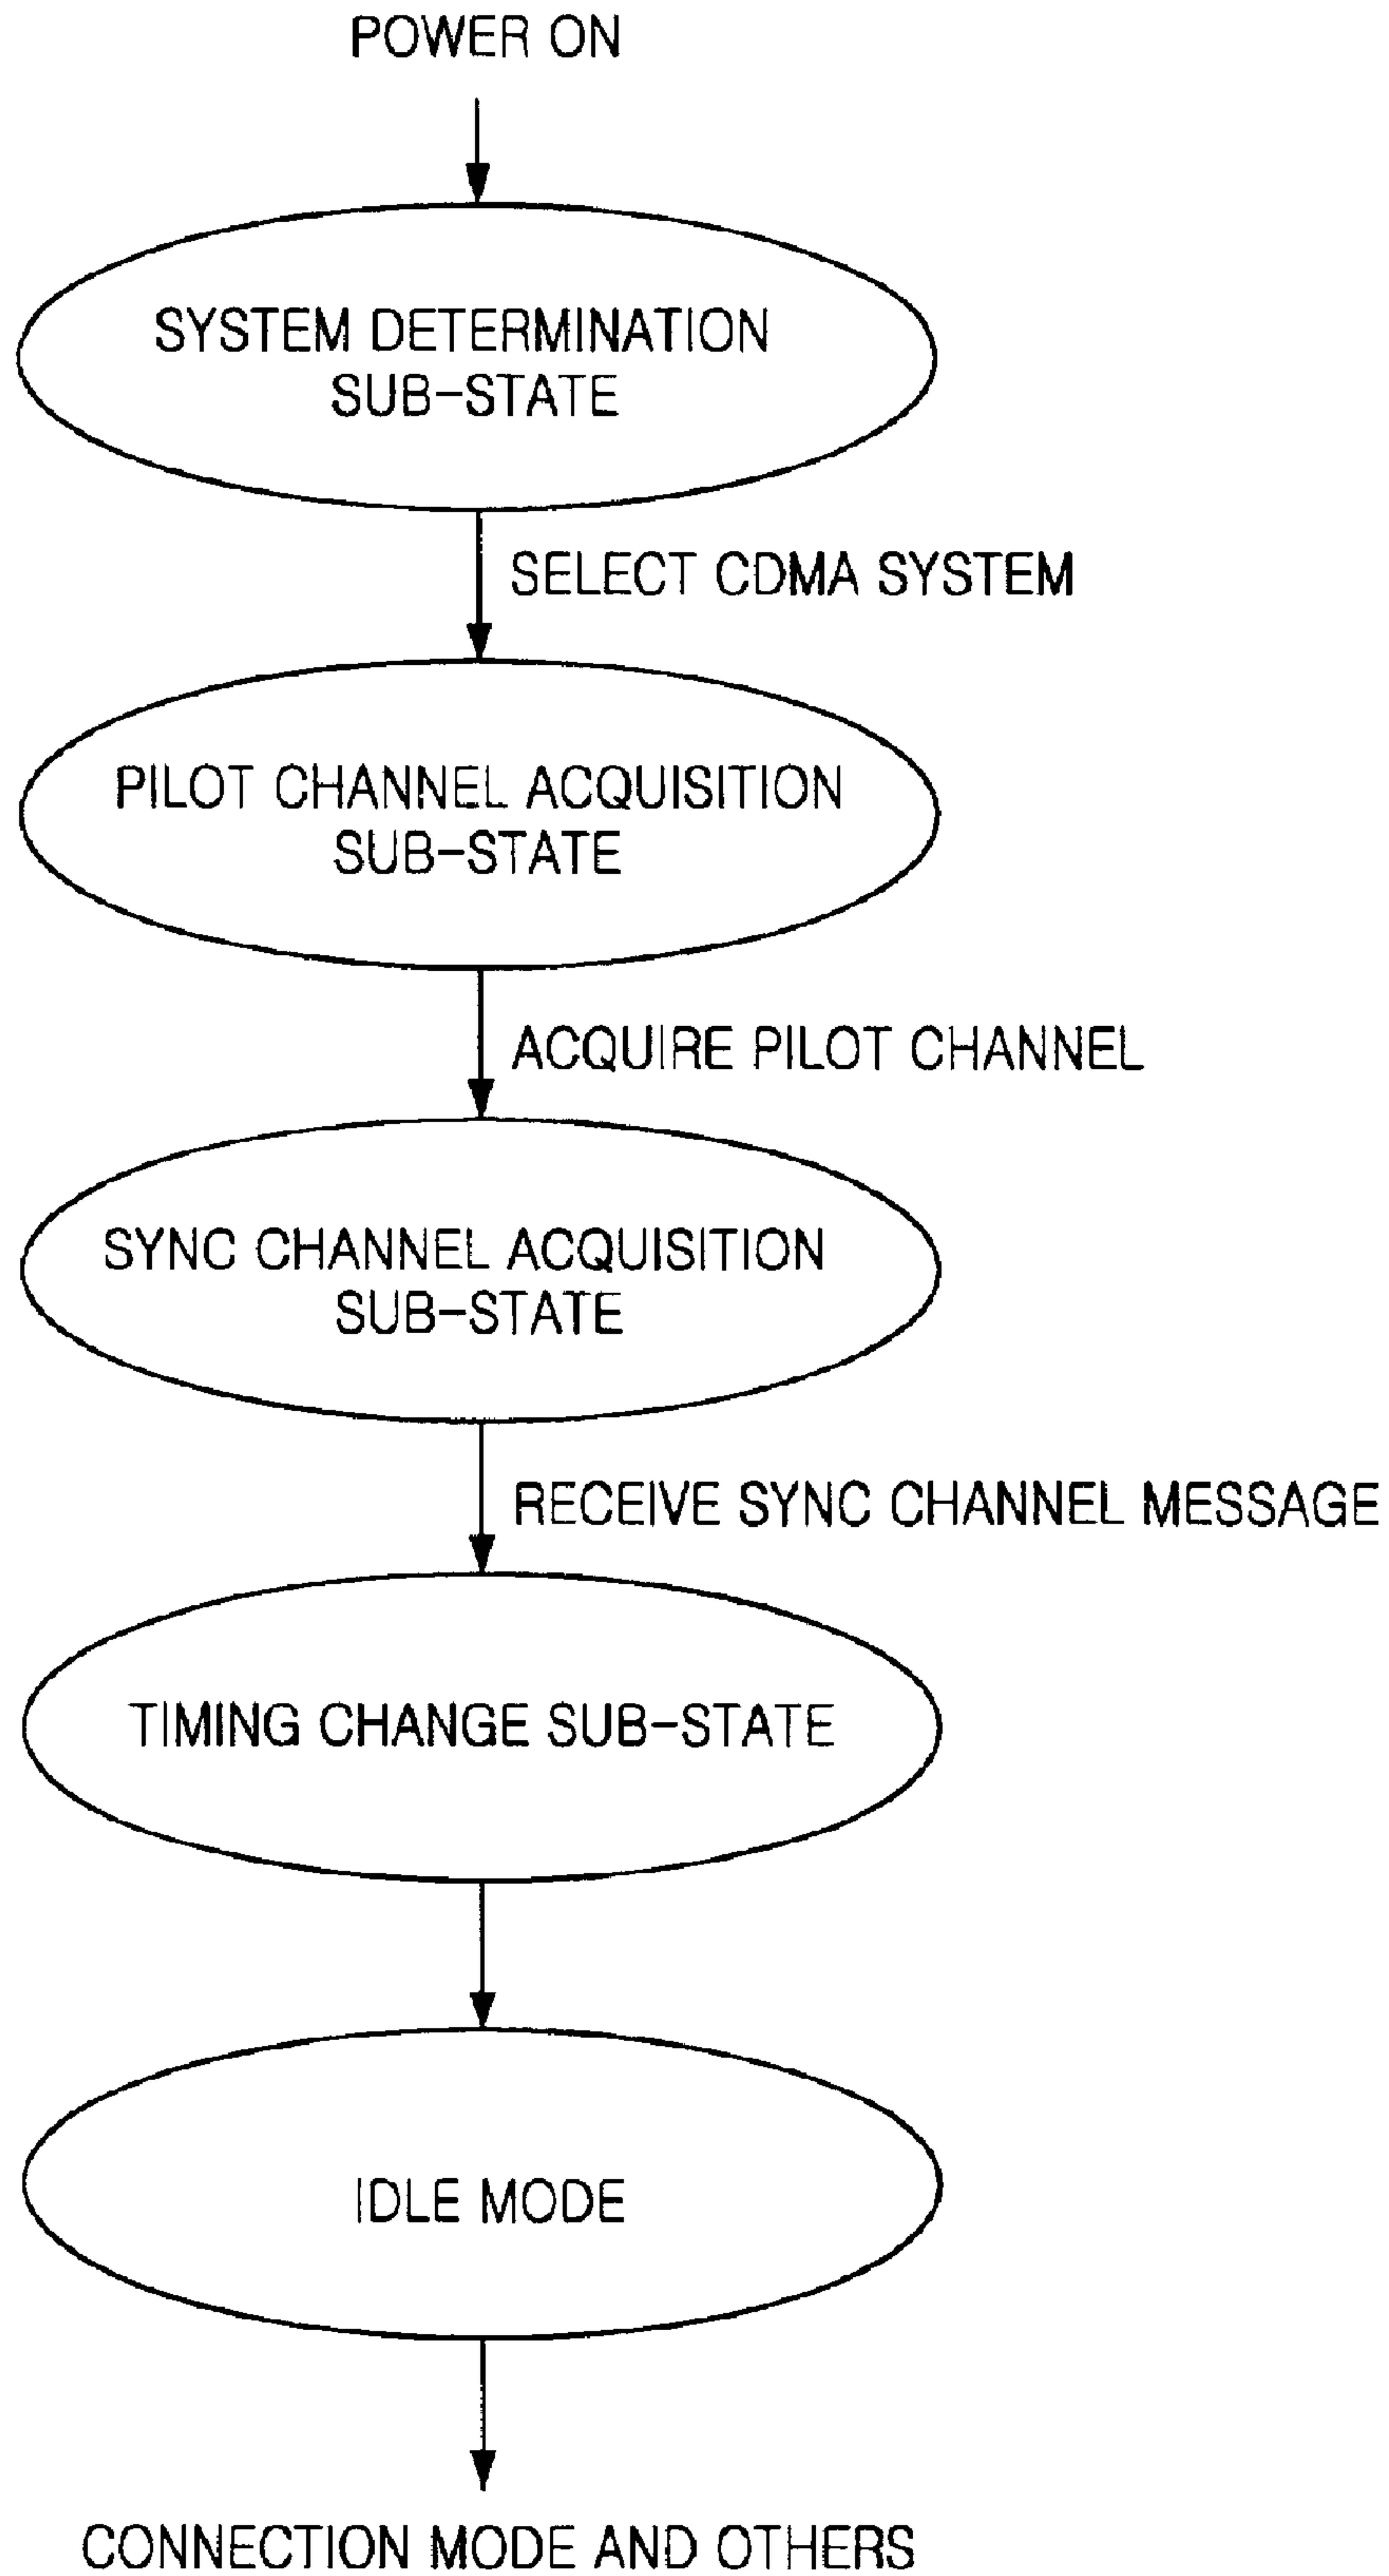 POWER ON
SYSTEM DETERMINATION
SUB-STATE
SELECT CDMA SYSTEM
PILOT CHANNEL ACQUISITION
SUB-STATE
ACQUIRE PILOT CHANNEL
SYNC CHANNEL ACQUISITION
SUB-STATE
RECEIVE SYNC CHANNEL MESSAGE
TIMING CHANGE SUB-STATE
IDLE MODE
CONNECTION MODE AND OTHERS